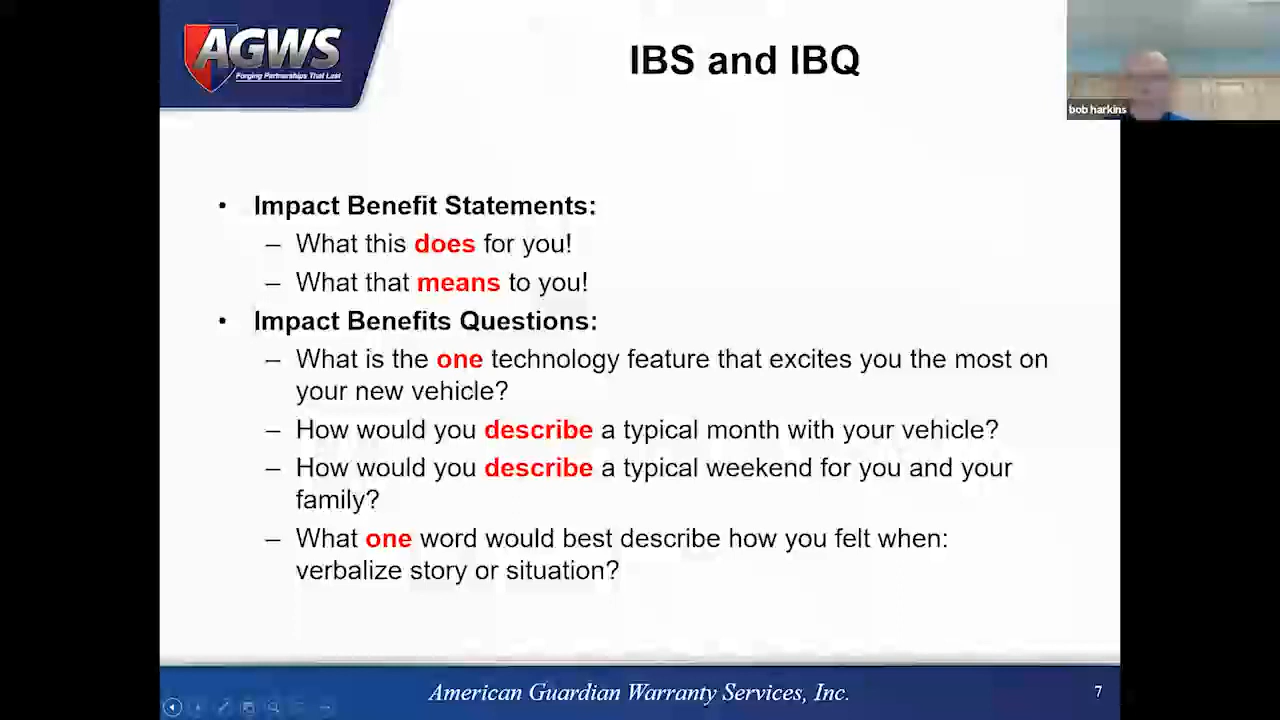 AGWS
Forging Partnerships That Last
IBS and IBQ
bob harkins
• Impact Benefit Statements:
– What this does for you!
– What that means to you!
• Impact Benefits Questions:
– What is the one technology feature that excites you the most on
your new vehicle?
– How would you describe a typical month with your vehicle?
– How would you describe a typical weekend for you and your
family?
– What one word would best describe how you felt when:
verbalize story or situation?
American Guardian Warranty Services, Inc.
7